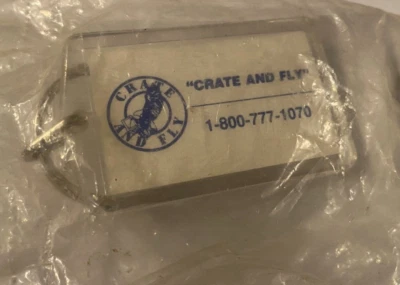 CRATE
AND FLY
"CRATE AND FLY"
1-800-777-1070